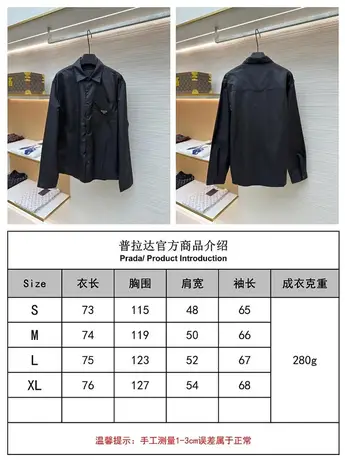 普拉达官方商品介绍
Prada/ Product Introduction
Size 衣长 胸围 肩宽 袖长 成衣克重
S 73 115 48 65
M 74 119 50 66
L 75 123 52 67
XL 76 127 54 68
280g
温馨提示：手工测量1-3cm误差属于正常